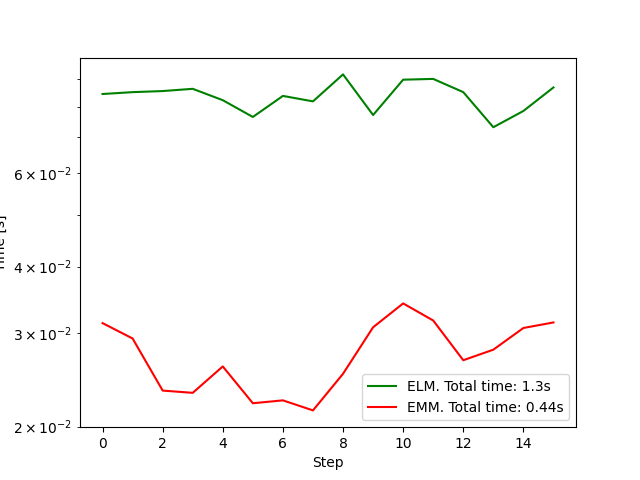 6 × 10⁻²
4 × 10⁻²
3 × 10⁻²
2 × 10⁻²
ELM. Total time: 1.3s
EMM. Total time: 0.44s
0 2 4 6 8 10 12 14
Step